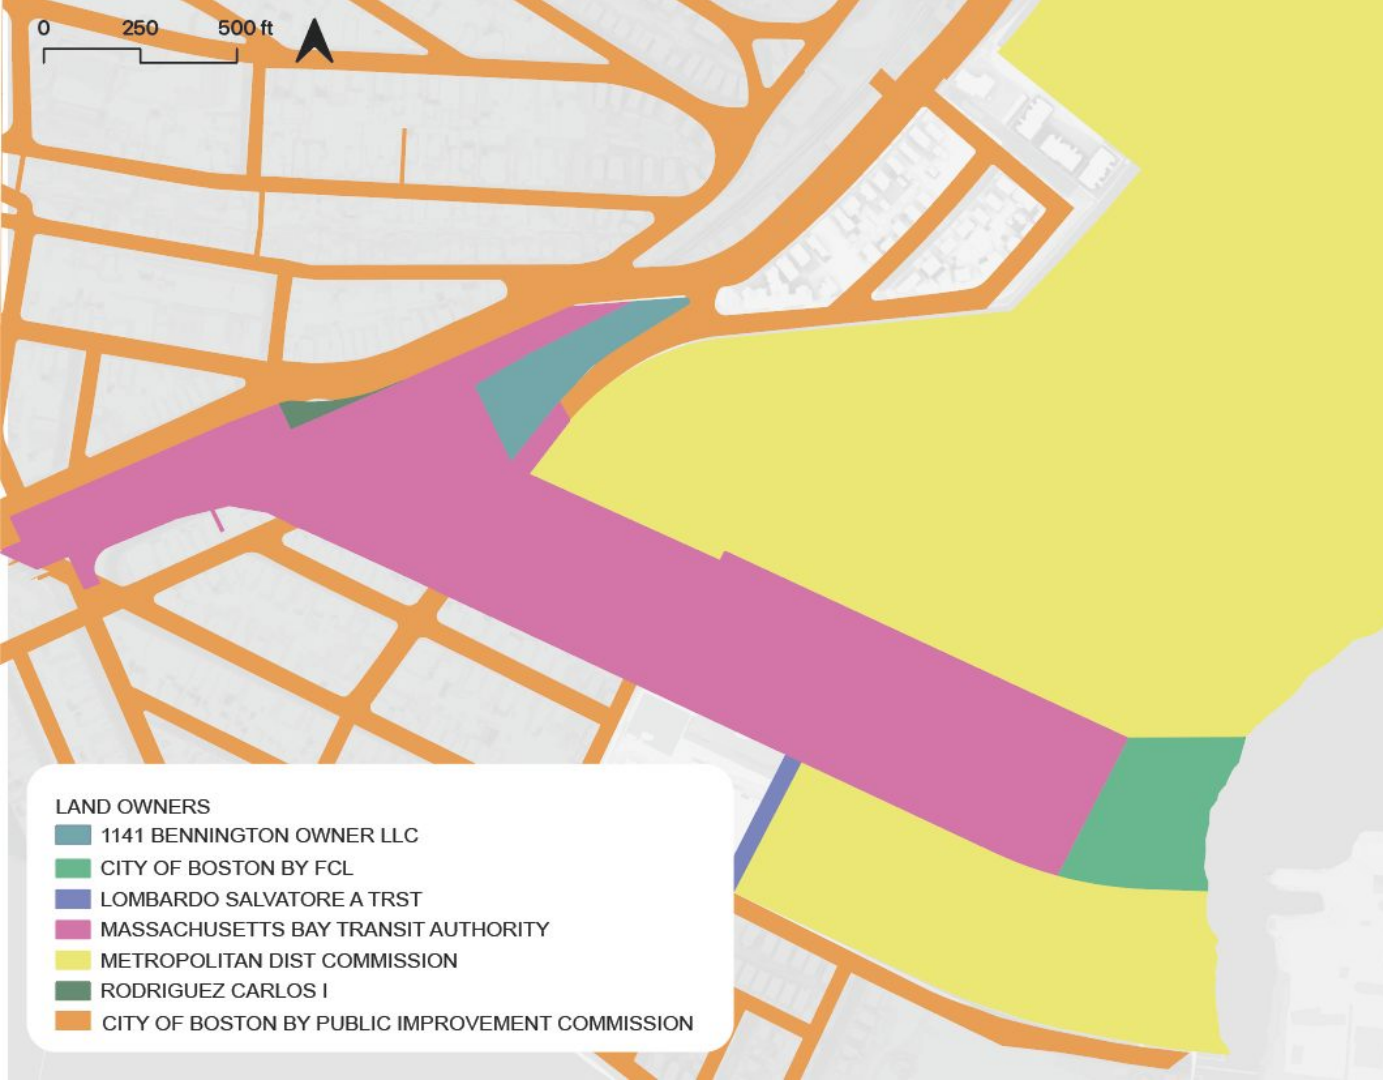 0 250 500 ft
LAND OWNERS
1141 BENNINGTON OWNER LLC
CITY OF BOSTON BY FCL
LOMBARDO SALVATORE A TRST
MASSACHUSETTS BAY TRANSIT AUTHORITY
METROPOLITAN DIST COMMISSION
RODRIGUEZ CARLOS I
CITY OF BOSTON BY PUBLIC IMPROVEMENT COMMISSION